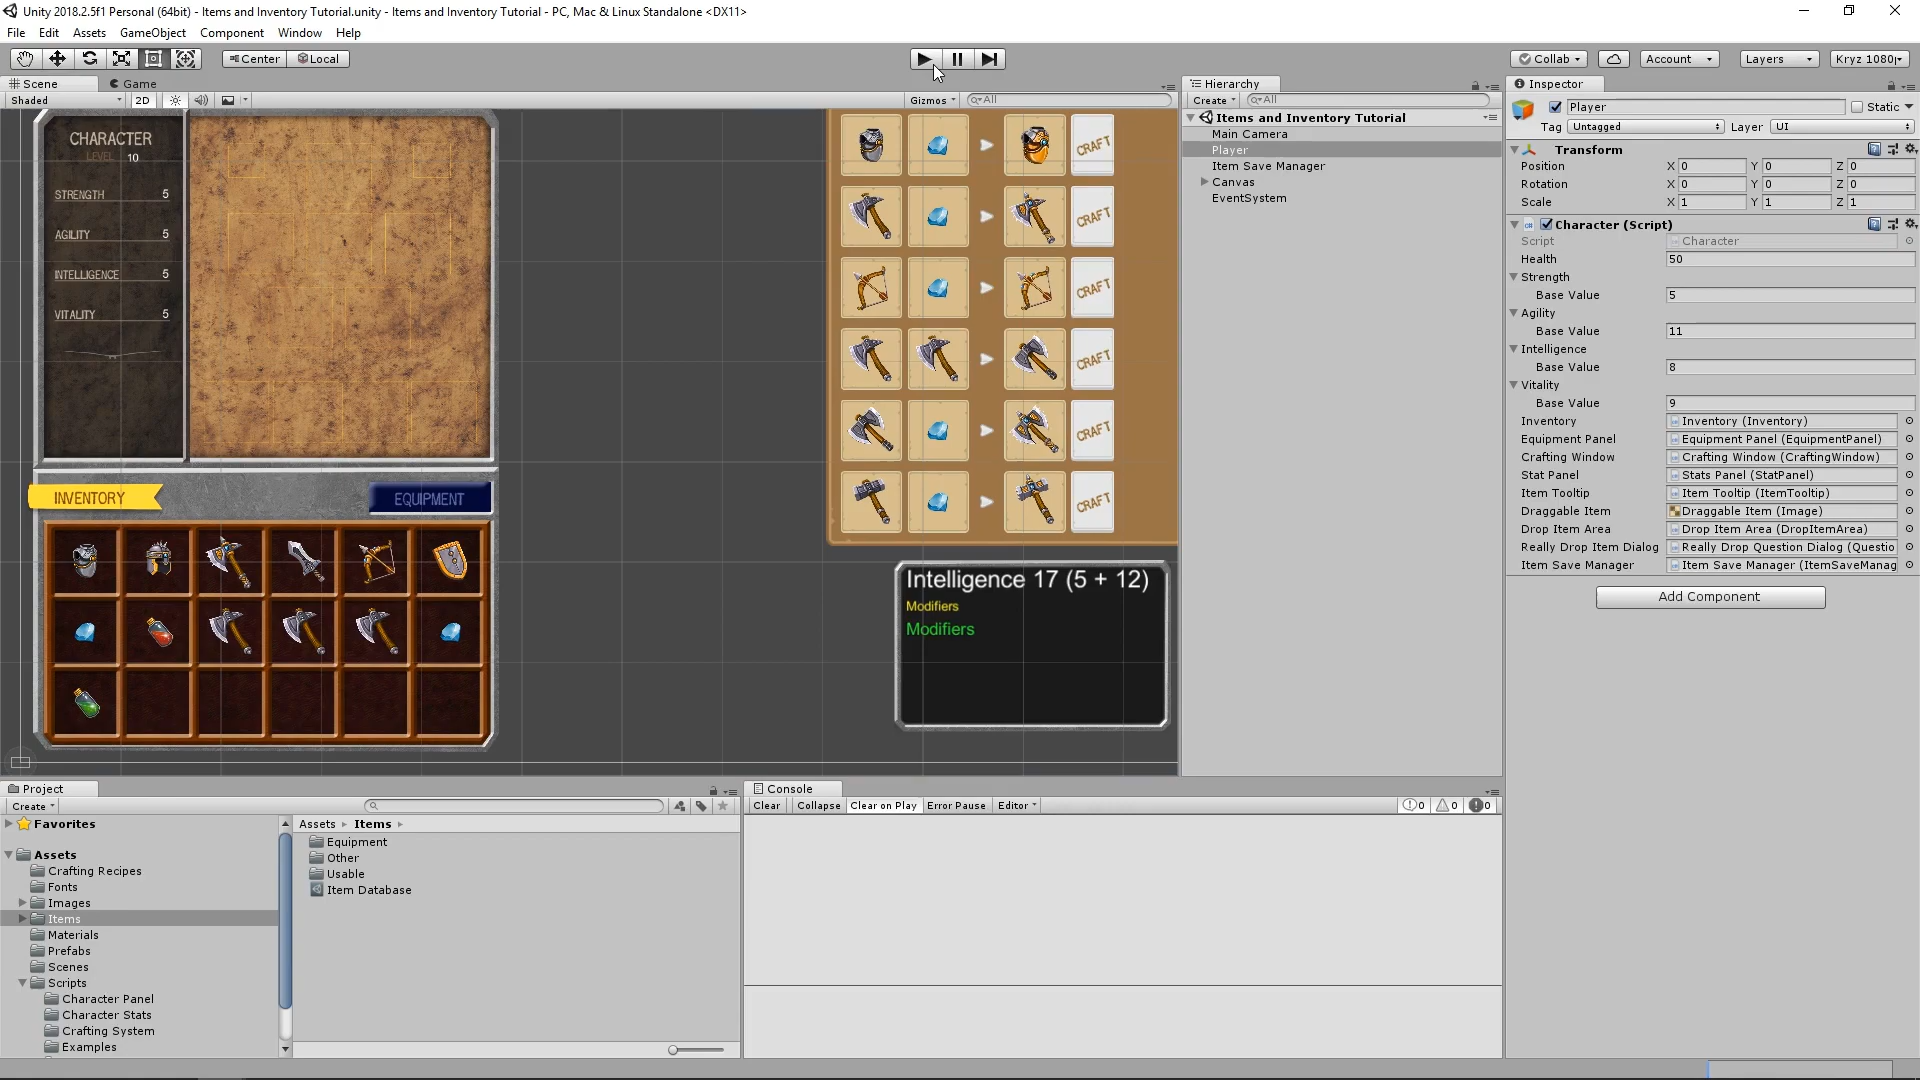 Unity 2018.2.5f1 Personal (64bit) - Items and Inventory Tutorial.unity - Items and Inventory Tutorial - PC, Mac & Linux Standalone <DX11>
File Edit Assets GameObject Component Window Help
Center Local
Collab Account Layers Kryz 1080
Scene Game
Shaded 2D Gizmos All
CHARACTER
LEVEL 10
STRENGTH 5
AGILITY 5
INTELLIGENCE 5
VITALITY 5
INVENTORY EQUIPMENT
CRAFT
CRAFT
CRAFT
CRAFT
CRAFT
CRAFT
Intelligence 17 (5 + 12)
Modifiers
Modifiers
Hierarchy
Create All
Items and Inventory Tutorial
Main Camera
Player
Item Save Manager
Canvas
EventSystem
Inspector
Player Static
Tag Untagged Layer UI
Transform
Position X 0 Y 0 Z 0
Rotation X 0 Y 0 Z 0
Scale X 1 Y 1 Z 1
Character (Script)
Script Character
Health 50
Strength
Base Value 5
Agility
Base Value 11
Intelligence
Base Value 8
Vitality
Base Value 9
Inventory Inventory (Inventory)
Equipment Panel Equipment Panel (EquipmentPanel)
Crafting Window Crafting Window (CraftingWindow)
Stat Panel Stats Panel (StatPanel)
Item Tooltip Item Tooltip (ItemTooltip)
Draggable Item Draggable Item (Image)
Drop Item Area Drop Item Area (DropItemArea)
Really Drop Item Dialog Really Drop Question Dialog (Questio
Item Save Manager Item Save Manager (ItemSaveManag
Add Component
Project
Create
Favorites
Assets
Crafting Recipes
Fonts
Images
Items
Materials
Prefabs
Scenes
Scripts
Character Panel
Character Stats
Crafting System
Examples
Assets Items
Equipment
Other
Usable
Item Database
Console
Clear Collapse Clear on Play Error Pause Editor 0 0 0